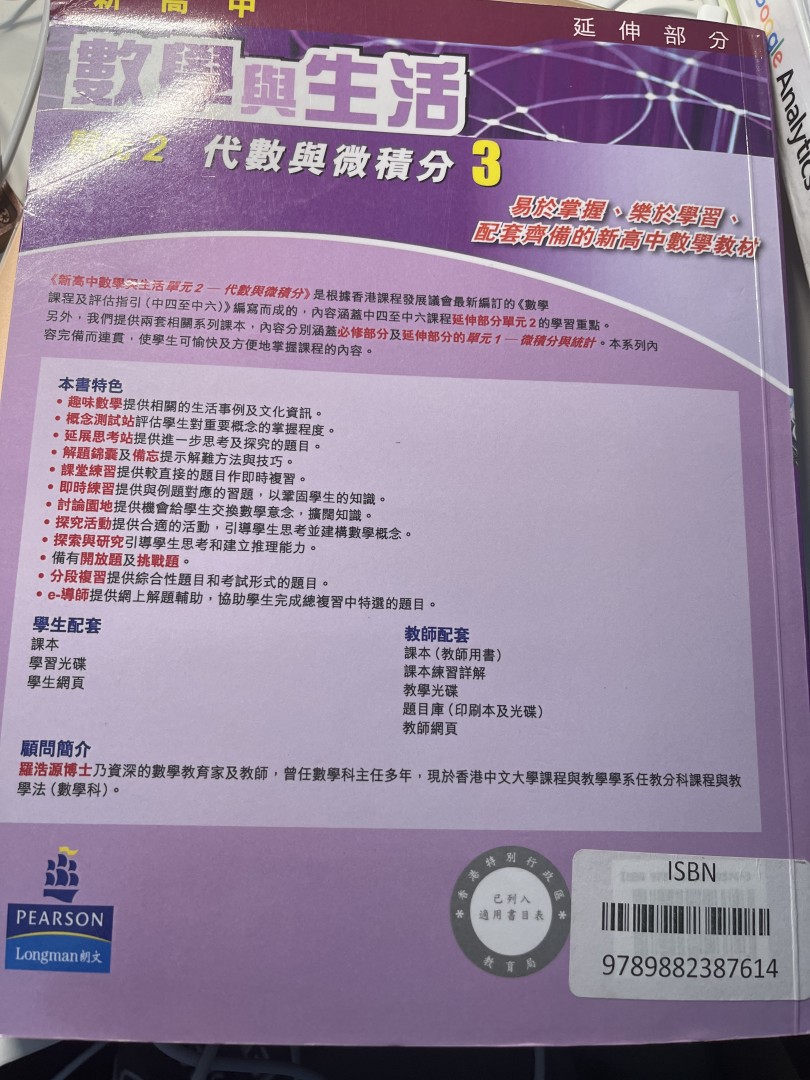 新高中
延伸部分
數學與生活
單元2 代數與微積分 3
易於掌握、樂於學習、
配套齊備的新高中數學教材
《新高中數學與生活單元2 — 代數與微積分》是根據香港課程發展議會最新編訂的《數學
課程及評估指引(中四至中六)》編寫而成的,內容涵蓋中四至中六課程延伸部分單元2的學習重點。
另外,我們提供兩套相關系列課本,內容分別涵蓋必修部分及延伸部分的單元1 — 微積分與統計。本系列內
容完備而連貫,使學生可愉快及方便地掌握課程的內容。
本書特色
• 趣味數學提供相關的生活事例及文化資訊。
• 概念測試站評估學生對重要概念的掌握程度。
• 延展思考站提供進一步思考及探究的題目。
• 解題錦囊及備忘提示解難方法與技巧。
• 課堂練習提供較直接的題目作即時複習。
• 即時練習提供與例題對應的習題,以鞏固學生的知識。
• 討論園地提供機會給學生交換數學意念,擴闊知識。
• 探究活動提供合適的活動,引導學生思考並建構數學概念。
• 探索與研究引導學生思考和建立推理能力。
• 備有開放題及挑戰題。
• 分段複習提供綜合性題目和考試形式的題目。
• e-導師提供網上解題輔助,協助學生完成總複習中特選的題目。
學生配套
課本
學習光碟
學生網頁
教師配套
課本(教師用書)
課本練習詳解
教學光碟
題目庫(印刷本及光碟)
教師網頁
顧問簡介
羅浩源博士乃資深的數學教育家及教師,曾任數學科主任多年,現於香港中文大學課程與教學學系任教分科課程與教
學法(數學科)。
PEARSON
Longman朗文
香港特別行政區
已列入
適用書目表
教育局
ISBN
9789882387614
Google Analytics